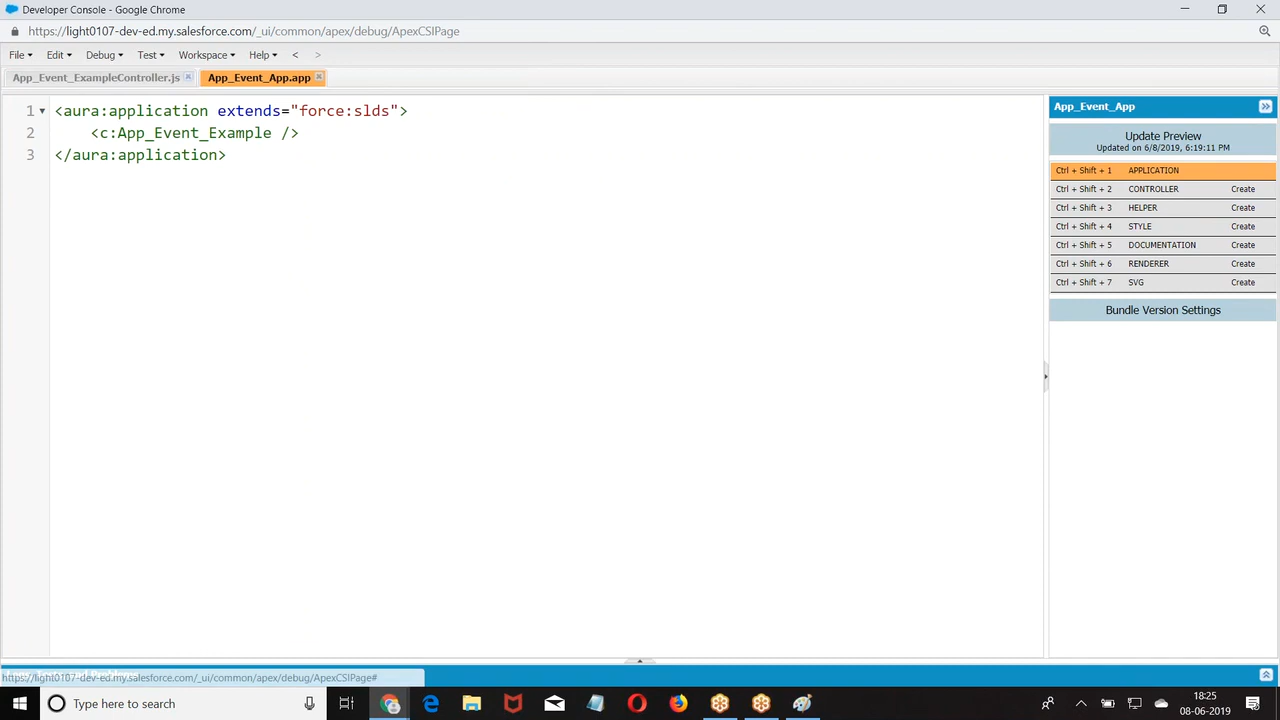 Developer Console - Google Chrome
https://light0107-dev-ed.my.salesforce.com/_ui/common/apex/debug/ApexCSIPage
File Edit Debug Test Workspace Help < >
App_Event_ExampleController.js App_Event_App.app
1 <aura:application extends="force:slds">
2 <c:App_Event_Example />
3 </aura:application>
App_Event_App
Update Preview
Updated on 6/8/2019, 6:19:11 PM
Ctrl + Shift + 1 APPLICATION
Ctrl + Shift + 2 CONTROLLER Create
Ctrl + Shift + 3 HELPER Create
Ctrl + Shift + 4 STYLE Create
Ctrl + Shift + 5 DOCUMENTATION Create
Ctrl + Shift + 6 RENDERER Create
Ctrl + Shift + 7 SVG Create
Bundle Version Settings
https://light0107-dev-ed.my.salesforce.com/_ui/common/apex/debug/ApexCSIPage#
Type here to search
18:25
08-06-2019